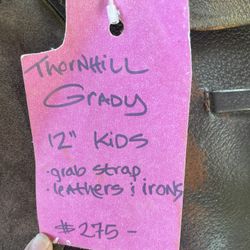 ThorNHiLL
GRADY
12" KiDS
· grab strap
· leathers & irons
$275-